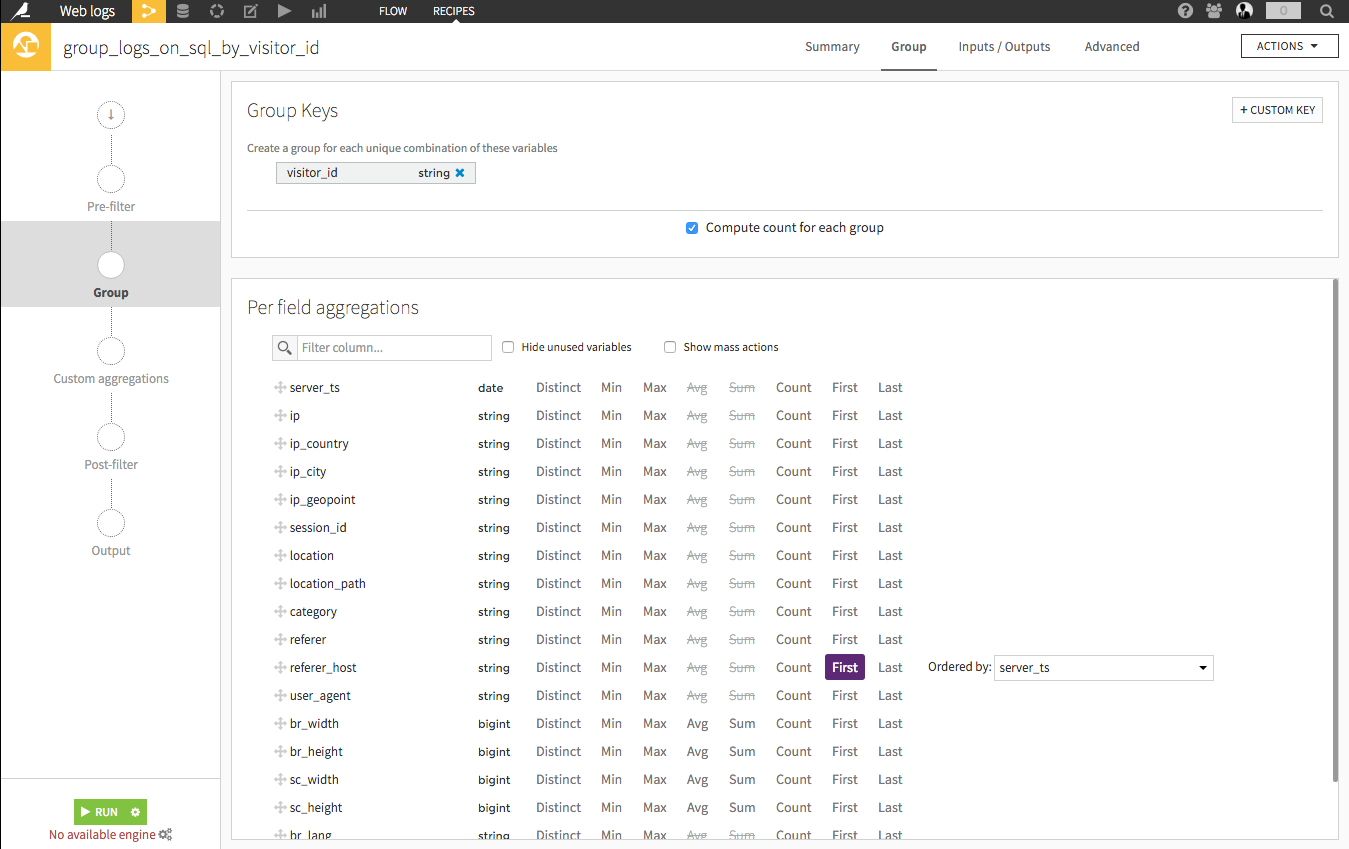 Web logs FLOW RECIPES 0
group_logs_on_sql_by_visitor_id Summary Group Inputs / Outputs Advanced ACTIONS
Group Keys + CUSTOM KEY
Create a group for each unique combination of these variables
visitor_id string
Compute count for each group
Pre-filter
Group
Custom aggregations
Post-filter
Output
RUN
No available engine
Per field aggregations
Filter column... Hide unused variables Show mass actions
server_ts date Distinct Min Max Avg Sum Count First Last
ip string Distinct Min Max Avg Sum Count First Last
ip_country string Distinct Min Max Avg Sum Count First Last
ip_city string Distinct Min Max Avg Sum Count First Last
ip_geopoint string Distinct Min Max Avg Sum Count First Last
session_id string Distinct Min Max Avg Sum Count First Last
location string Distinct Min Max Avg Sum Count First Last
location_path string Distinct Min Max Avg Sum Count First Last
category string Distinct Min Max Avg Sum Count First Last
referer string Distinct Min Max Avg Sum Count First Last
referer_host string Distinct Min Max Avg Sum Count First Last Ordered by: server_ts
user_agent string Distinct Min Max Avg Sum Count First Last
br_width bigint Distinct Min Max Avg Sum Count First Last
br_height bigint Distinct Min Max Avg Sum Count First Last
sc_width bigint Distinct Min Max Avg Sum Count First Last
sc_height bigint Distinct Min Max Avg Sum Count First Last
br_lang string Distinct Min Max Avg Sum Count First Last